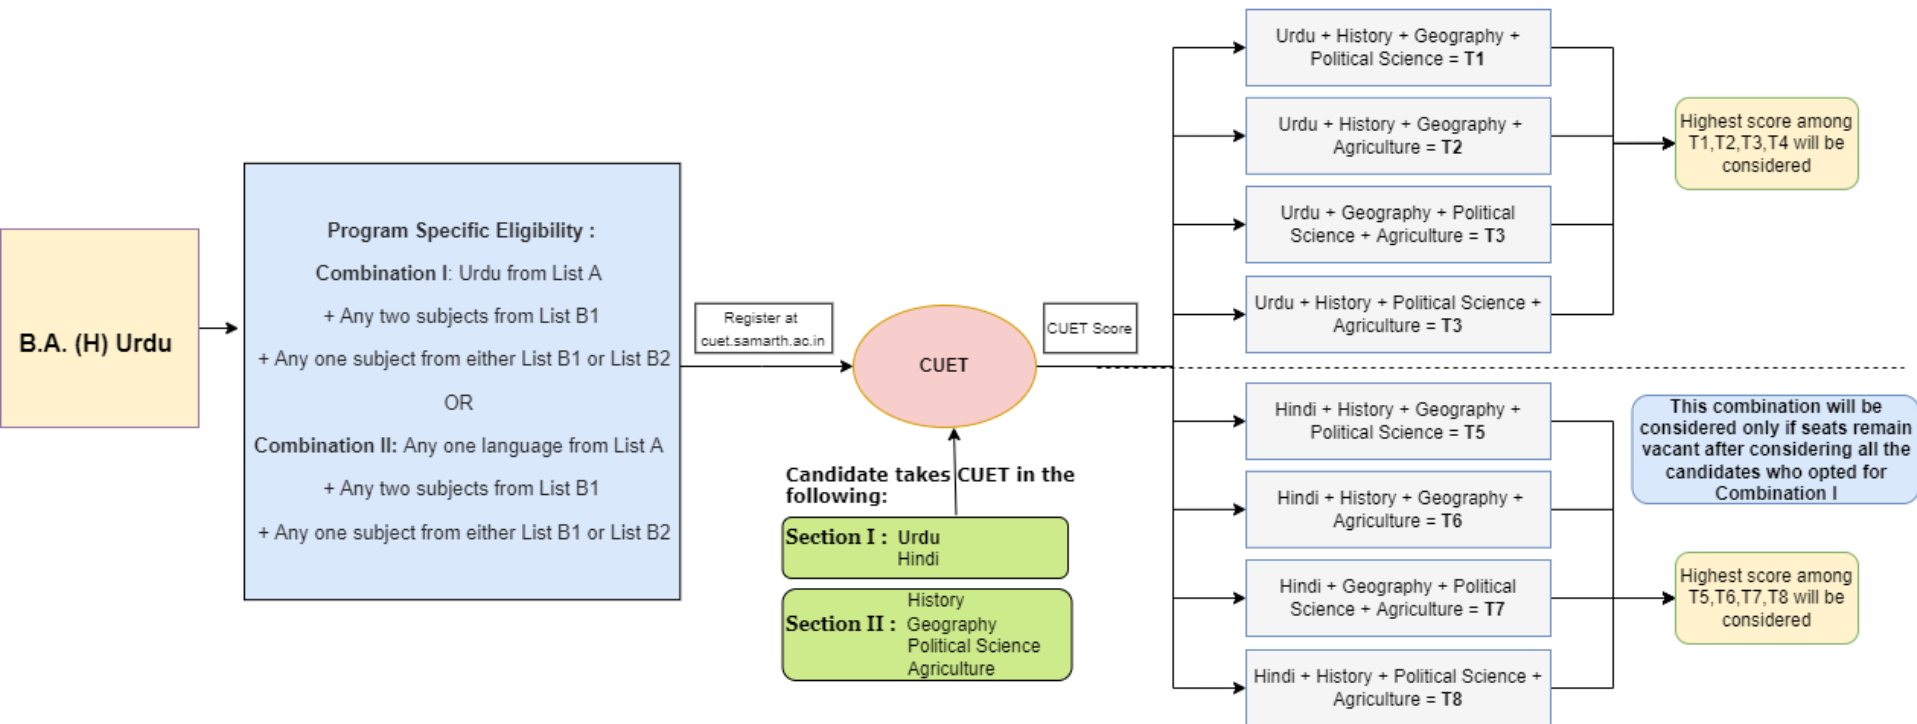 B.A. (H) Urdu
Program Specific Eligibility :
Combination I: Urdu from List A
+ Any two subjects from List B1
+ Any one subject from either List B1 or List B2
OR
Combination II: Any one language from List A
+ Any two subjects from List B1
+ Any one subject from either List B1 or List B2
Register at
cuet.samarth.ac.in
CUET
CUET Score
Candidate takes CUET in the
following:
Section I : Urdu
Hindi
History
Section II : Geography
Political Science
Agriculture
Urdu + History + Geography +
Political Science = T1
Urdu + History + Geography +
Agriculture = T2
Urdu + Geography + Political
Science + Agriculture = T3
Urdu + History + Political Science +
Agriculture = T3
Highest score among
T1,T2,T3,T4 will be
considered
Hindi + History + Geography +
Political Science = T5
Hindi + History + Geography +
Agriculture = T6
Hindi + Geography + Political
Science + Agriculture = T7
Hindi + History + Political Science +
Agriculture = T8
This combination will be
considered only if seats remain
vacant after considering all the
candidates who opted for
Combination I
Highest score among
T5,T6,T7,T8 will be
considered